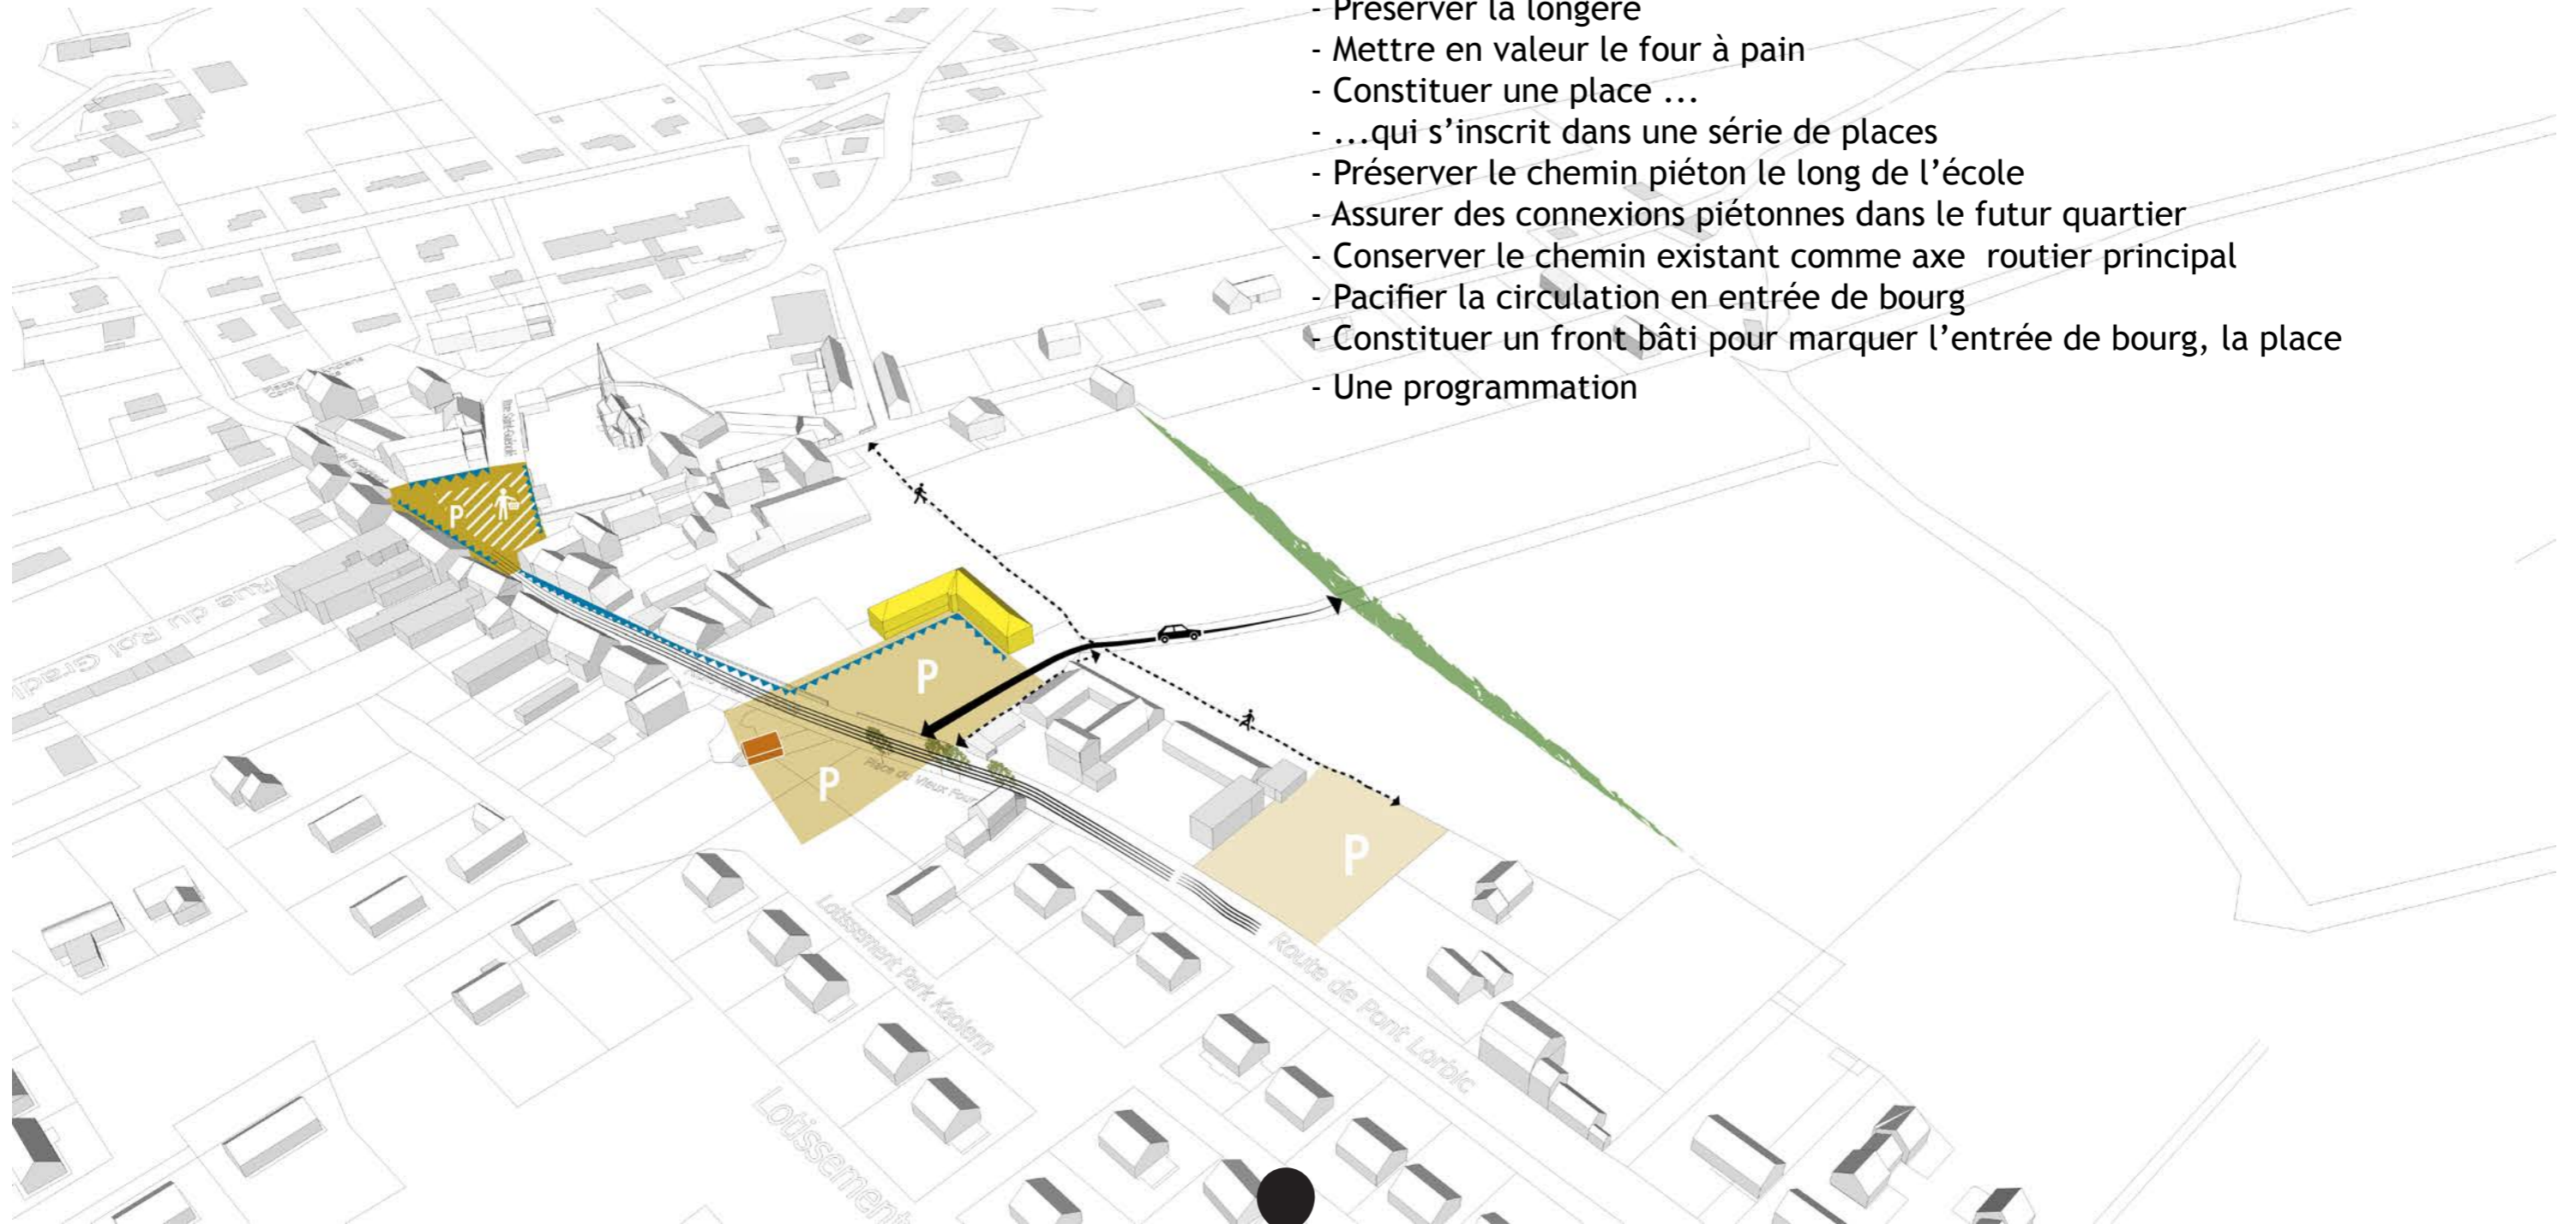 - Préserver la longère
- Mettre en valeur le four à pain
- Constituer une place ...
- ...qui s’inscrit dans une série de places
- Préserver le chemin piéton le long de l’école
- Assurer des connexions piétonnes dans le futur quartier
- Conserver le chemin existant comme axe  routier principal
- Pacifier la circulation en entrée de bourg
- Constituer un front bâti pour marquer l’entrée de bourg, la place
- Une programmation
P
P
P
P
Rue du Roi Gradl
Place du Vieux Four
Lotissement Park Kaolenn
Route de Pont Lorbic
Lotissement